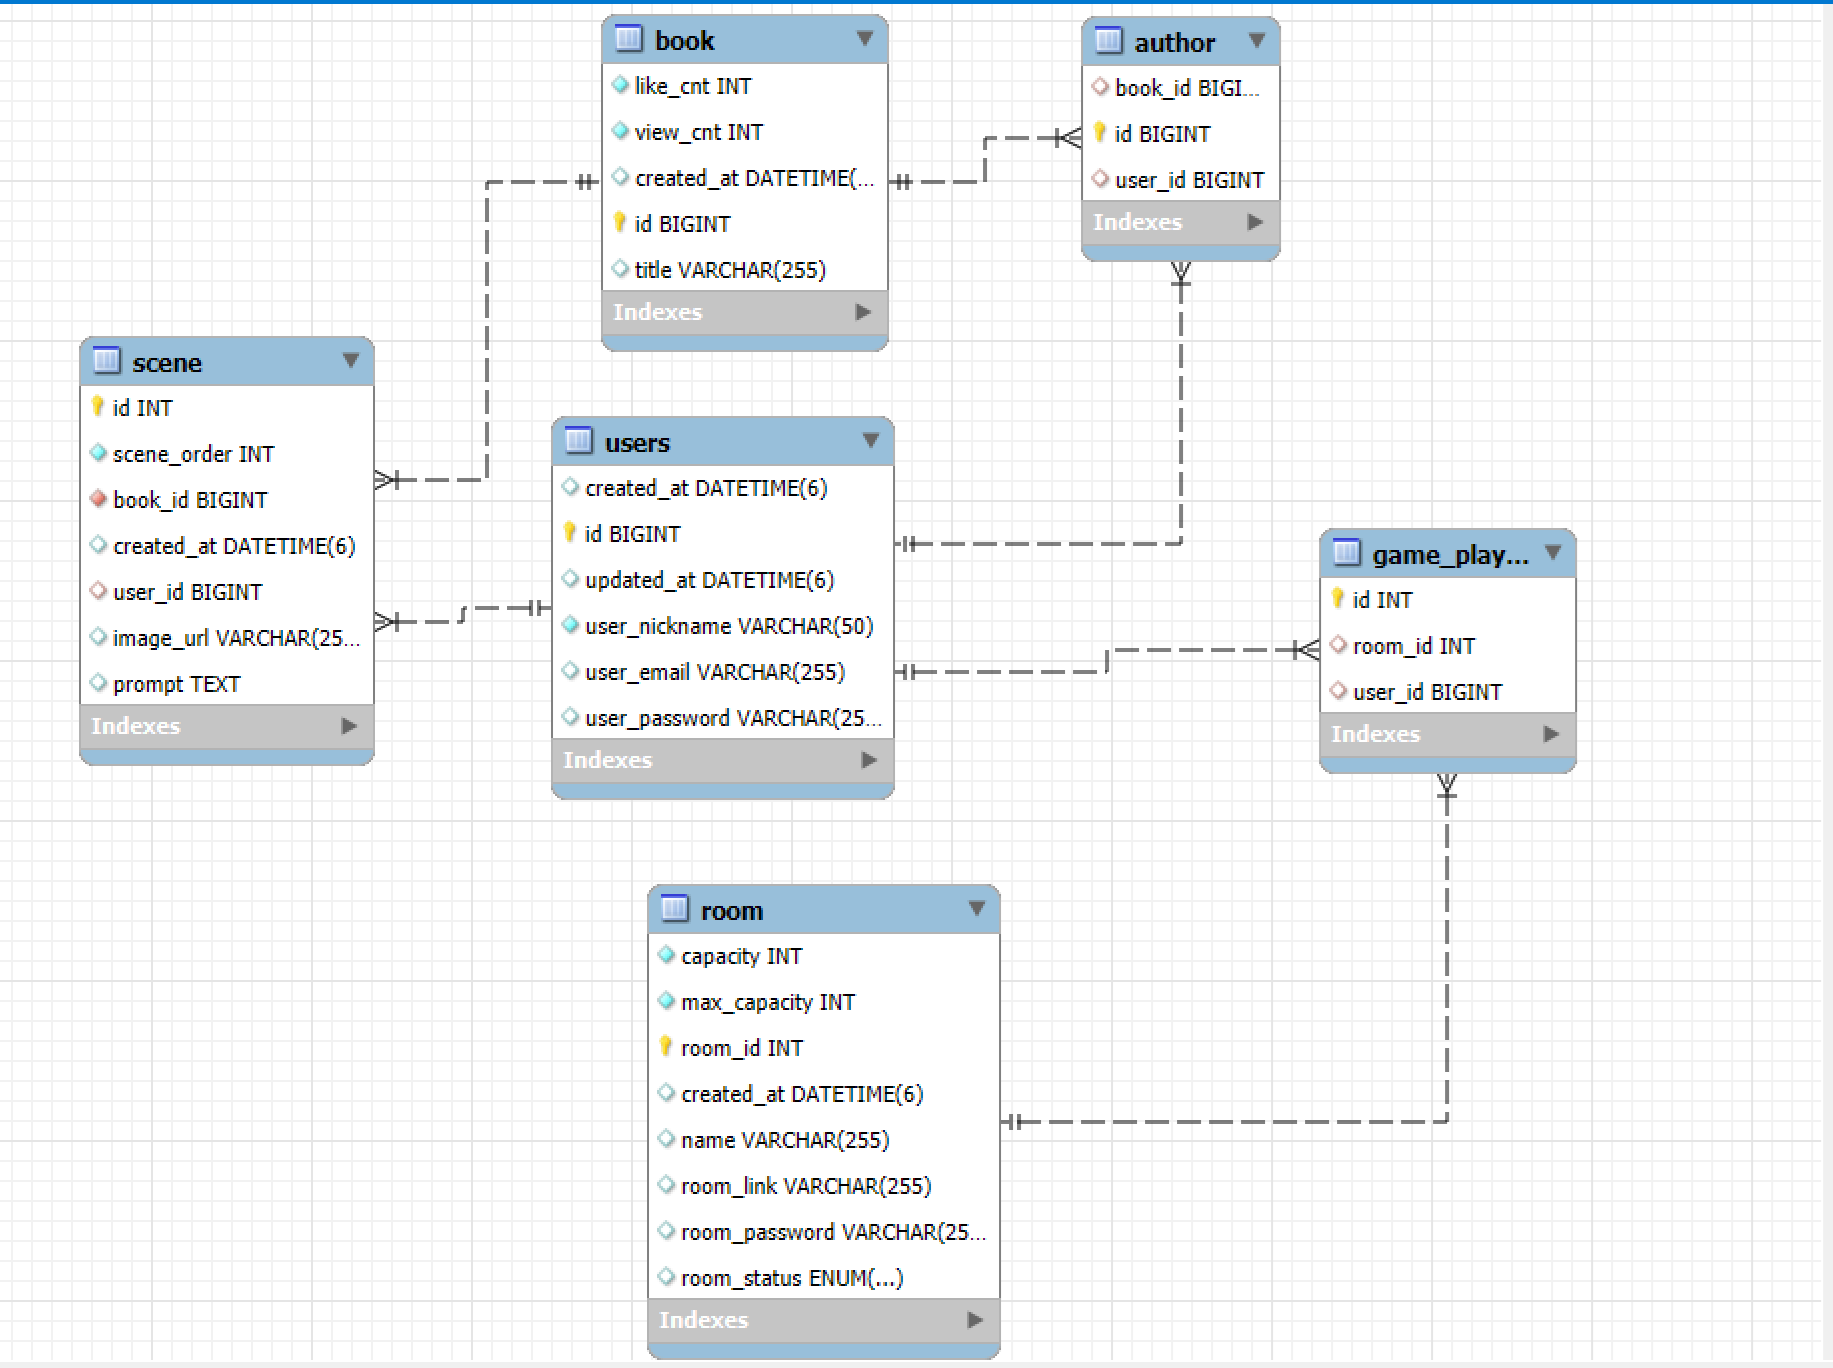 book
like_cnt INT
view_cnt INT
created_at DATETIME(...
id BIGINT
title VARCHAR(255)
Indexes
author
book_id BIGI...
id BIGINT
user_id BIGINT
Indexes
scene
id INT
scene_order INT
book_id BIGINT
created_at DATETIME(6)
user_id BIGINT
image_url VARCHAR(25...
prompt TEXT
Indexes
users
created_at DATETIME(6)
id BIGINT
updated_at DATETIME(6)
user_nickname VARCHAR(50)
user_email VARCHAR(255)
user_password VARCHAR(25...
Indexes
game_play...
id INT
room_id INT
user_id BIGINT
Indexes
room
capacity INT
max_capacity INT
room_id INT
created_at DATETIME(6)
name VARCHAR(255)
room_link VARCHAR(255)
room_password VARCHAR(25...
room_status ENUM(...)
Indexes